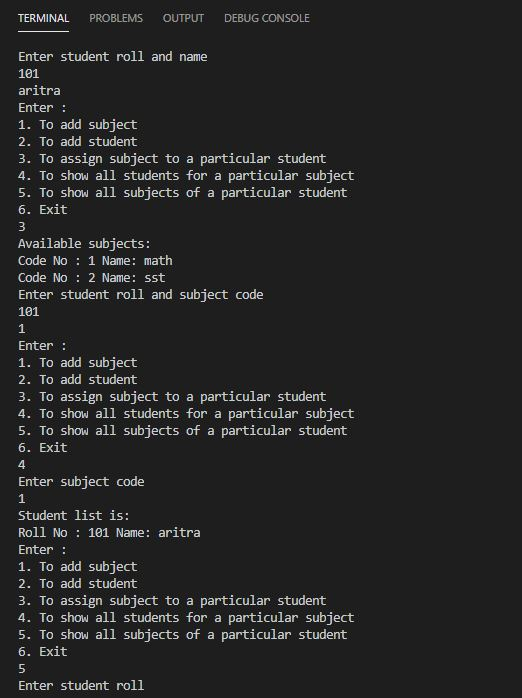 TERMINAL PROBLEMS OUTPUT DEBUG CONSOLE
Enter student roll and name
101
aritra
Enter :
1. To add subject
2. To add student
3. To assign subject to a particular student
4. To show all students for a particular subject
5. To show all subjects of a particular student
6. Exit
3
Available subjects:
Code No : 1 Name: math
Code No : 2 Name: sst
Enter student roll and subject code
101
1
Enter :
1. To add subject
2. To add student
3. To assign subject to a particular student
4. To show all students for a particular subject
5. To show all subjects of a particular student
6. Exit
4
Enter subject code
1
Student list is:
Roll No : 101 Name: aritra
Enter :
1. To add subject
2. To add student
3. To assign subject to a particular student
4. To show all students for a particular subject
5. To show all subjects of a particular student
6. Exit
5
Enter student roll